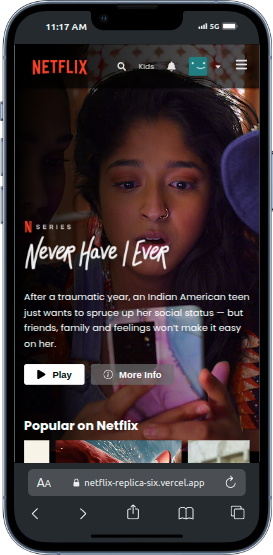 11:17 AM
5G
NETFLIX
Kids
N SERIES
Never Have I Ever
After a traumatic year, an Indian American teen
just wants to spruce up her social status — but
friends, family and feelings won't make it easy
on her.
Play
More Info
Popular on Netflix
AA
netflix-replica-six.vercel.app